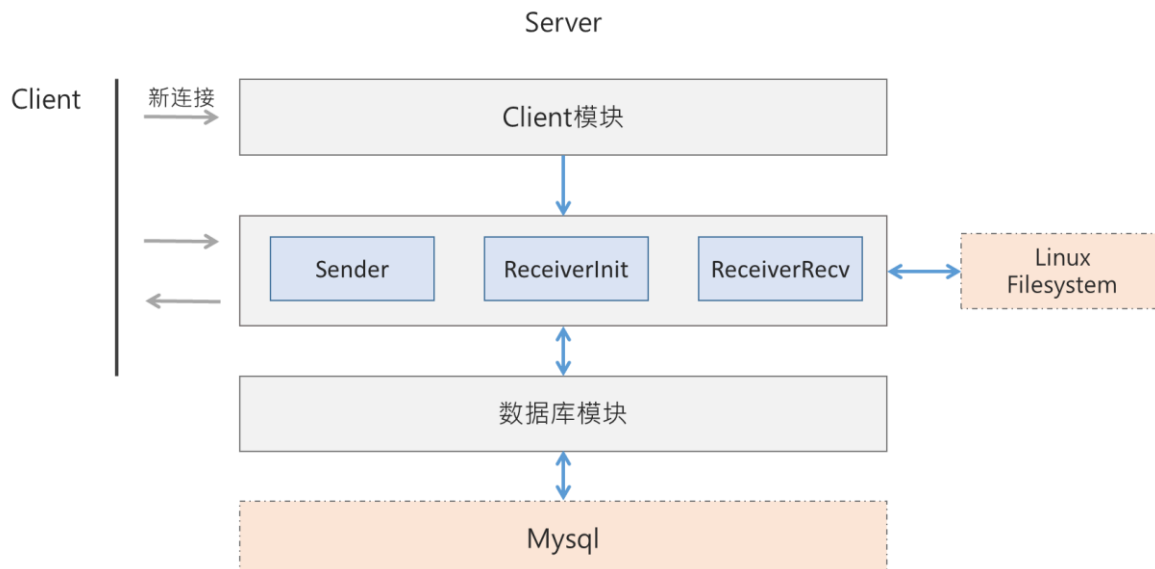 Server
Client
新连接
Client模块
Sender
ReceiverInit
ReceiverRecv
Linux
Filesystem
数据库模块
Mysql